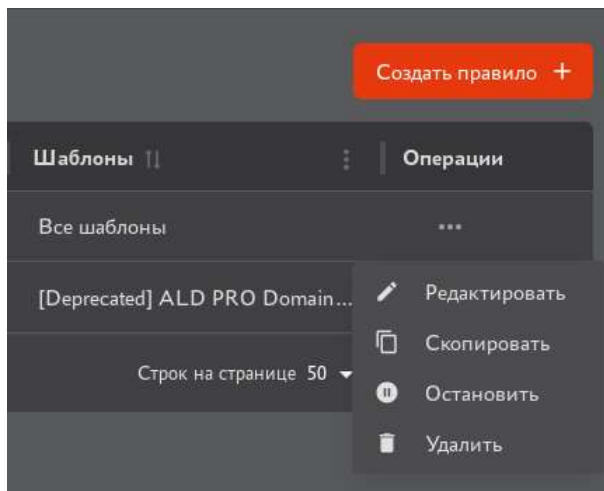 Создать правило +
Шаблоны Операции
Все шаблоны
[Deprecated] ALD PRO Domain...
Редактировать
Скопировать
Строк на странице 50
Остановить
Удалить